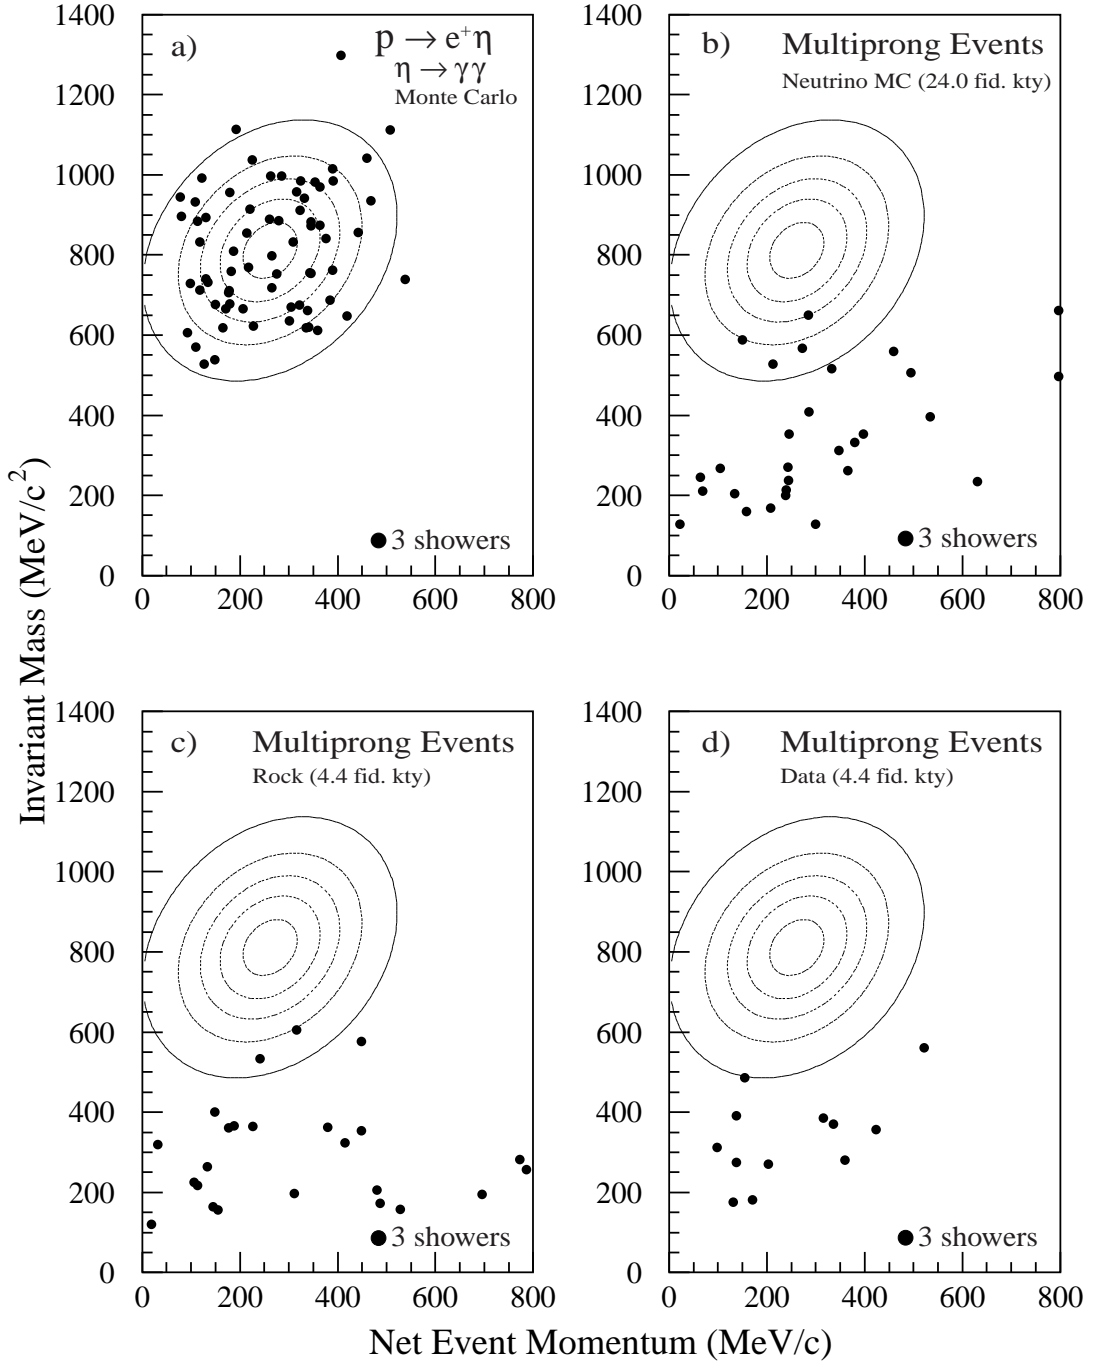 a)
p → e⁺η
η → γγ
Monte Carlo
1400
1200
1000
800
600
400
200
0
3 showers
0 200 400 600 800
b)
Multiprong Events
Neutrino MC (24.0 fid. kty)
1400
1200
1000
800
600
400
200
0
3 showers
0 200 400 600 800
Invariant Mass (MeV/c²)
c)
Multiprong Events
Rock (4.4 fid. kty)
1400
1200
1000
800
600
400
200
0
3 showers
0 200 400 600 800
d)
Multiprong Events
Data (4.4 fid. kty)
1400
1200
1000
800
600
400
200
0
3 showers
0 200 400 600 800
Net Event Momentum (MeV/c)